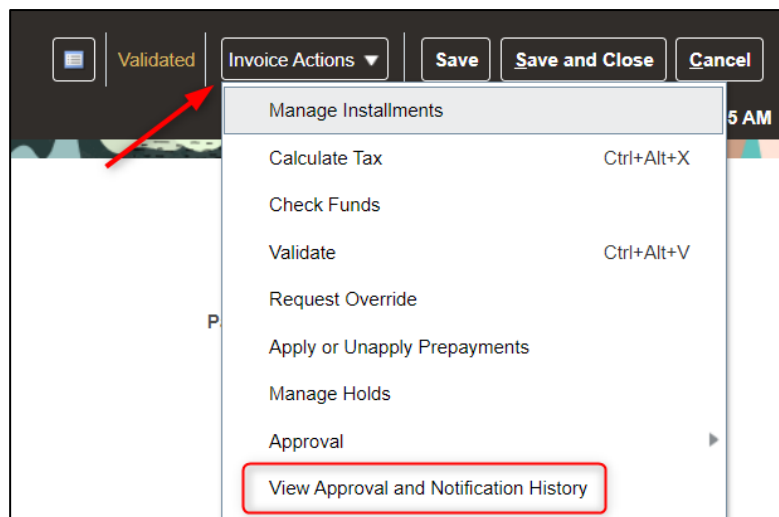 Validated Invoice Actions ▼ Save Save and Close Cancel
5 AM
Manage Installments
Calculate Tax Ctrl+Alt+X
Check Funds
Validate Ctrl+Alt+V
Request Override
P
Apply or Unapply Prepayments
Manage Holds
Approval
View Approval and Notification History